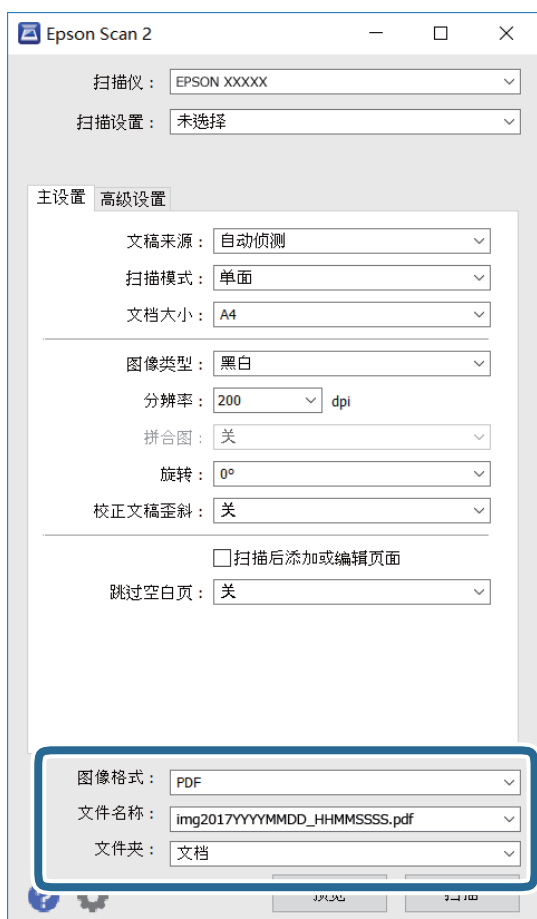 Epson Scan 2
扫描仪： EPSON XXXXX
扫描设置： 未选择
主设置 高级设置
文稿来源： 自动侦测
扫描模式： 单面
文档大小： A4
图像类型： 黑白
分辨率： 200 dpi
拼合图： 关
旋转： 0°
校正文稿歪斜： 关
扫描后添加或编辑页面
跳过空白页： 关
图像格式： PDF
文件名称： img2017YYYYMMDD_HHMMSSSS.pdf
文件夹： 文档
? 预览 扫描